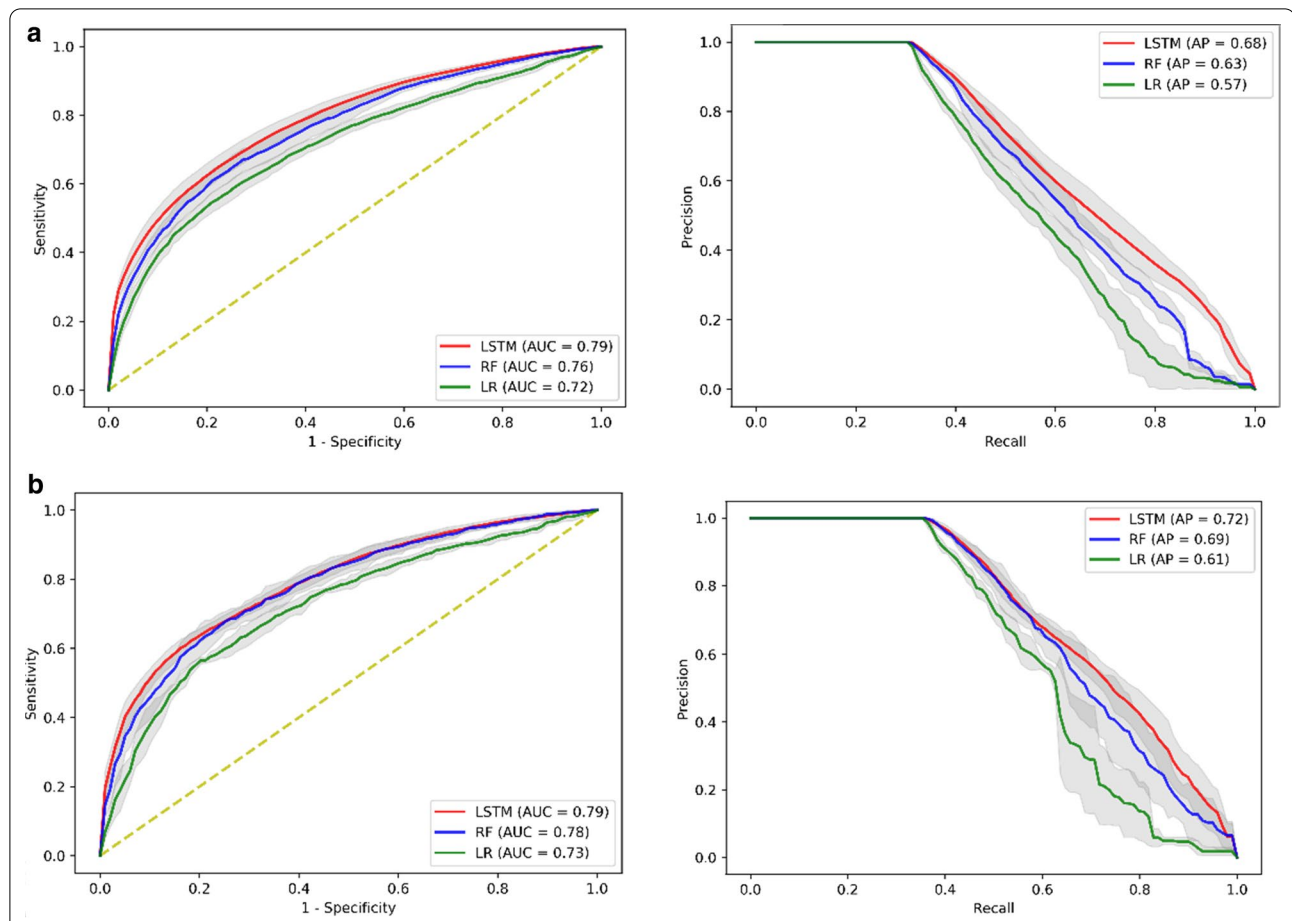 a
1.0
0.8
0.6
0.4
0.2
0.0
Sensitivity
LSTM (AUC = 0.79)
RF (AUC = 0.76)
LR (AUC = 0.72)
0.0 0.2 0.4 0.6 0.8 1.0
1 - Specificity
1.0
0.8
0.6
0.4
0.2
0.0
Precision
LSTM (AP = 0.68)
RF (AP = 0.63)
LR (AP = 0.57)
0.0 0.2 0.4 0.6 0.8 1.0
Recall
b
1.0
0.8
0.6
0.4
0.2
0.0
Sensitivity
LSTM (AUC = 0.79)
RF (AUC = 0.78)
LR (AUC = 0.73)
0.0 0.2 0.4 0.6 0.8 1.0
1 - Specificity
1.0
0.8
0.6
0.4
0.2
0.0
Precision
LSTM (AP = 0.72)
RF (AP = 0.69)
LR (AP = 0.61)
0.0 0.2 0.4 0.6 0.8 1.0
Recall